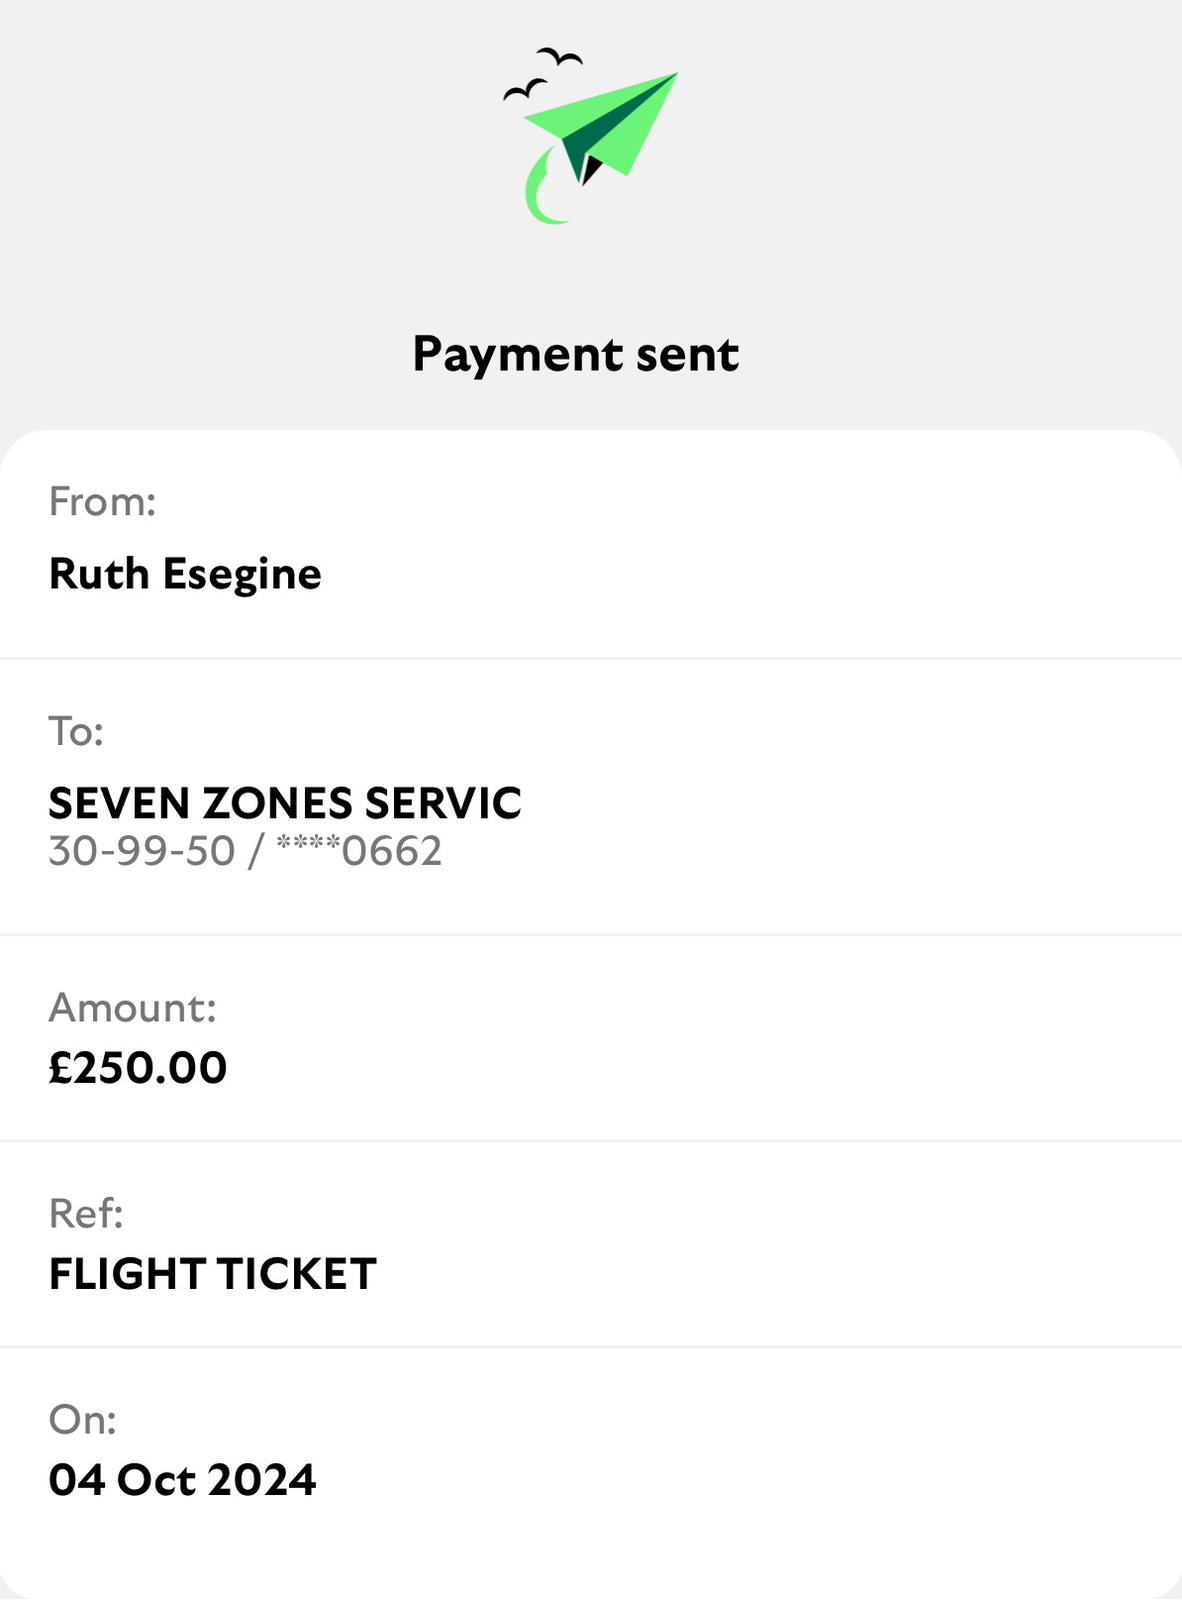 Payment sent
From:
Ruth Esegine
To:
SEVEN ZONES SERVIC
30-99-50 / ****0662
Amount:
£250.00
Ref:
FLIGHT TICKET
On:
04 Oct 2024